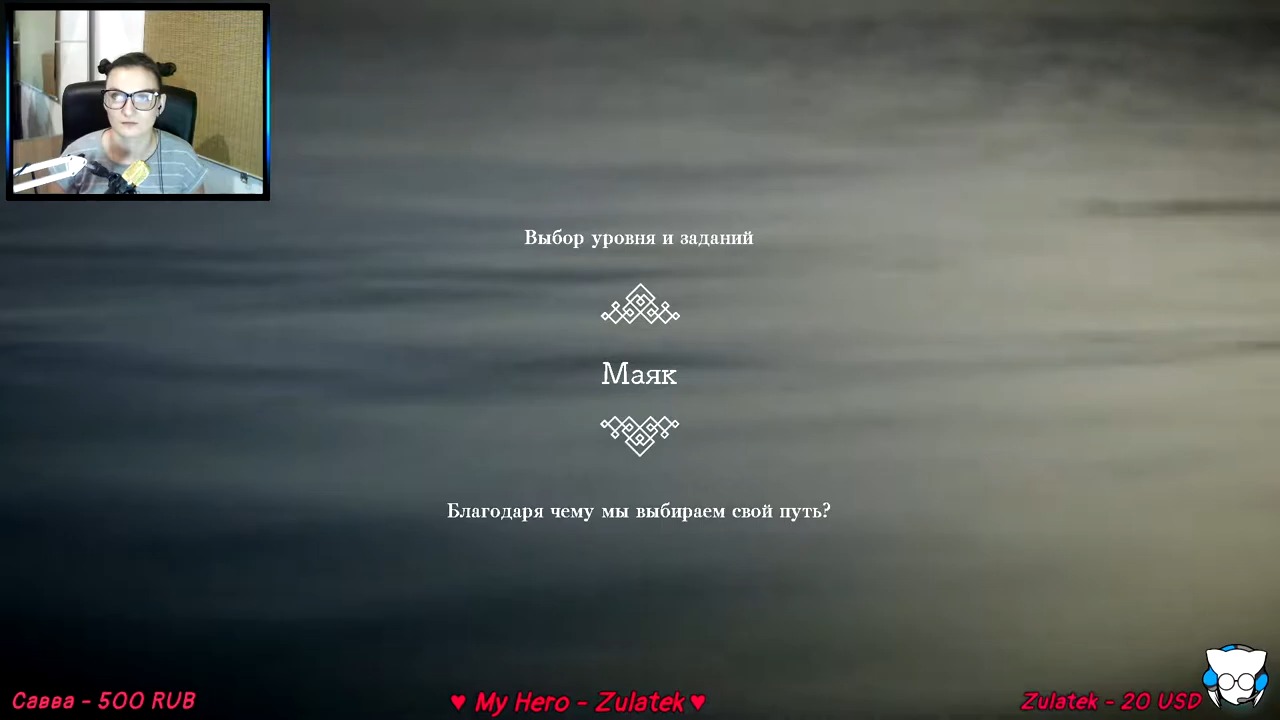 Выбор уровня и заданий
Маяк
Благодаря чему мы выбираем свой путь?
Савва - 500 RUB
♥ My Hero - Zulatek ♥
Zulatek - 20 USD